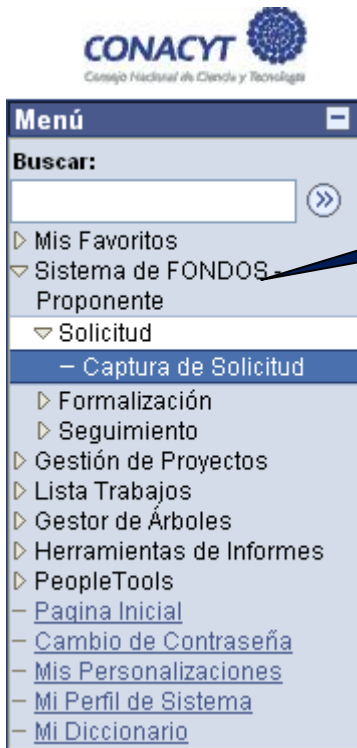 CONACYT
Consejo Nacional de Ciencia y Tecnología
Menú
Buscar:
Mis Favoritos
Sistema de FONDOS -
Proponente
Solicitud
– Captura de Solicitud
Formalización
Seguimiento
Gestión de Proyectos
Lista Trabajos
Gestor de Árboles
Herramientas de Informes
PeopleTools
– Pagina Inicial
– Cambio de Contraseña
– Mis Personalizaciones
– Mi Perfil de Sistema
– Mi Diccionario